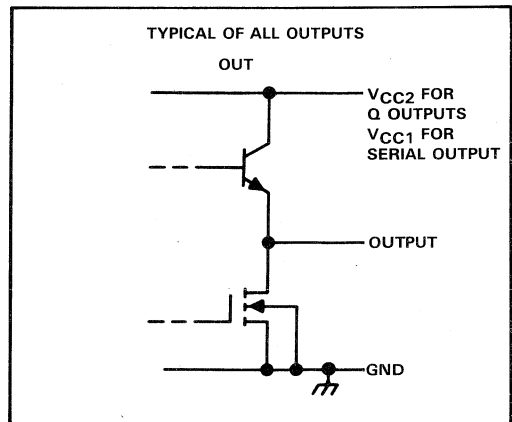 TYPICAL OF ALL OUTPUTS
OUT
VCC2 FOR
Q OUTPUTS
VCC1 FOR
SERIAL OUTPUT
OUTPUT
GND